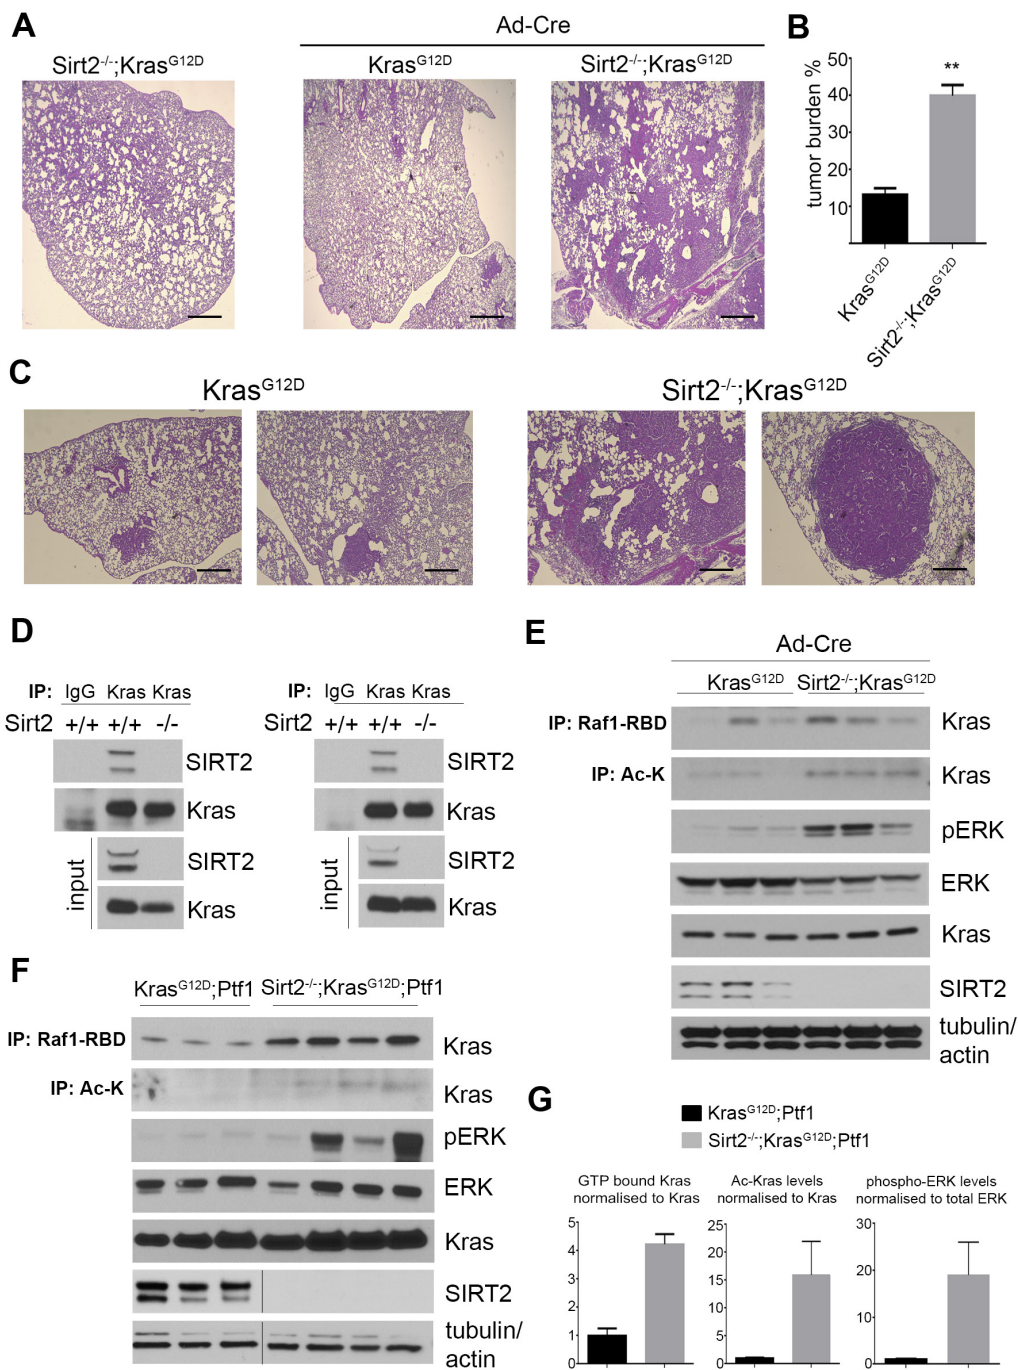 A
Ad-Cre
Sirt2-/-;KrasG12D
KrasG12D
Sirt2-/-;KrasG12D
B
tumor burden %
50
40
30
20
10
**
KrasG12D
Sirt2-/-;KrasG12D
C
KrasG12D
Sirt2-/-;KrasG12D
D
IP: IgG Kras Kras
Sirt2 +/+ +/+ -/-
SIRT2
Kras
input
SIRT2
Kras
IP: IgG Kras Kras
Sirt2 +/+ +/+ -/-
SIRT2
Kras
input
SIRT2
Kras
E
Ad-Cre
KrasG12D Sirt2-/-;KrasG12D
IP: Raf1-RBD Kras
IP: Ac-K Kras
pERK
ERK
Kras
SIRT2
tubulin/
actin
F
KrasG12D;Ptf1 Sirt2-/-;KrasG12D;Ptf1
IP: Raf1-RBD Kras
IP: Ac-K Kras
pERK
ERK
Kras
SIRT2
tubulin/
actin
G
KrasG12D;Ptf1
Sirt2-/-;KrasG12D;Ptf1
GTP bound Kras
normalised to Kras
5
4
3
2
1
0
Ac-Kras levels
normalised to Kras
25
20
15
10
5
0
phospho-ERK levels
normalised to total ERK
30
20
10
0